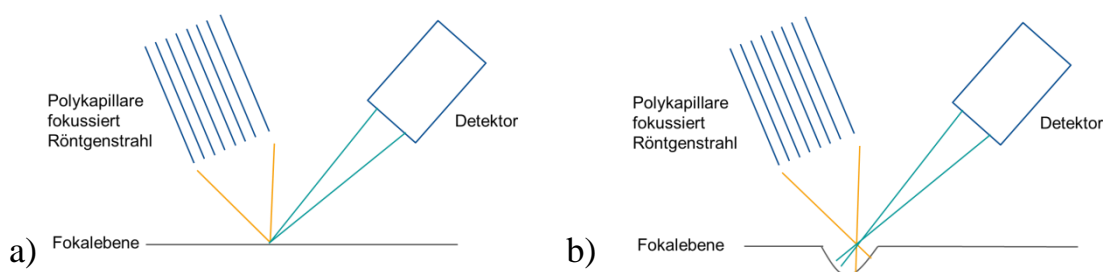 Polykapillare
fokussiert
Röntgenstrahl
Detektor
Fokalebene
a)
Polykapillare
fokussiert
Röntgenstrahl
Detektor
Fokalebene
b)